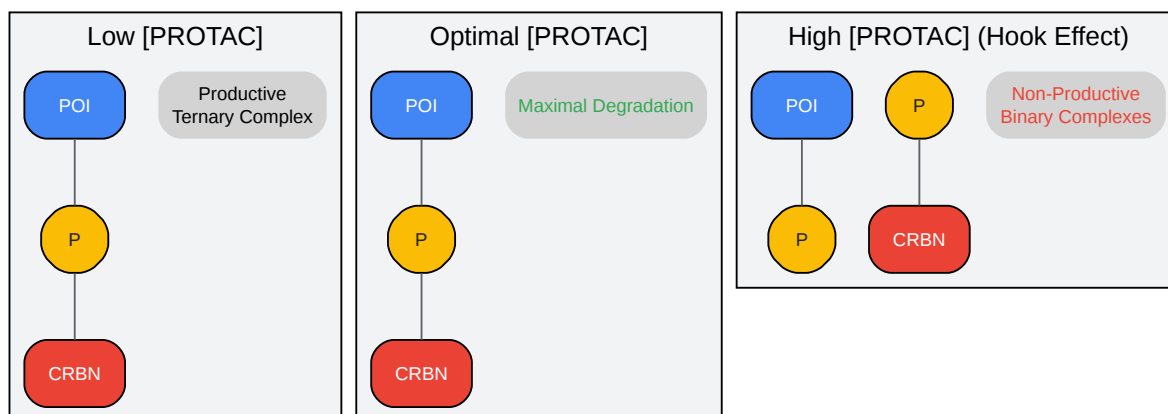 Low [PROTAC]
POI
Productive
Ternary Complex
P
CRBN
Optimal [PROTAC]
POI
Maximal Degradation
P
CRBN
High [PROTAC] (Hook Effect)
POI
P
Non-Productive
Binary Complexes
P
CRBN